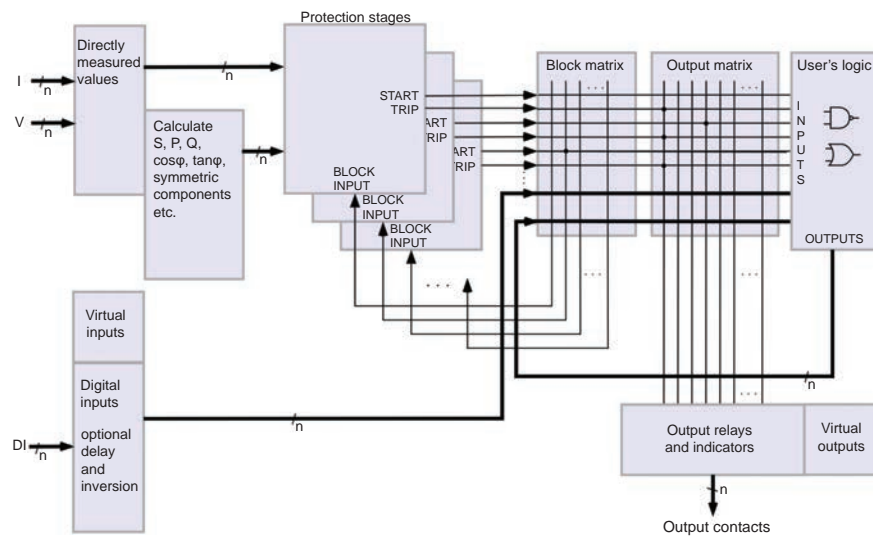 Protection stages
Directly
measured
values
n
I
n
V
n
Calculate
S, P, Q,
cosφ, tanφ,
symmetric
components
etc.
n
START
TRIP
ART
TRIP
ART
TRIP
BLOCK
INPUT
BLOCK
INPUT
BLOCK
INPUT
Block matrix
Output matrix
User's logic
I
N
P
U
T
S
OUTPUTS
n
Virtual
inputs
Digital
inputs
optional
delay
and
inversion
DI
n
n
Output relays
and indicators
Virtual
outputs
n
Output contacts